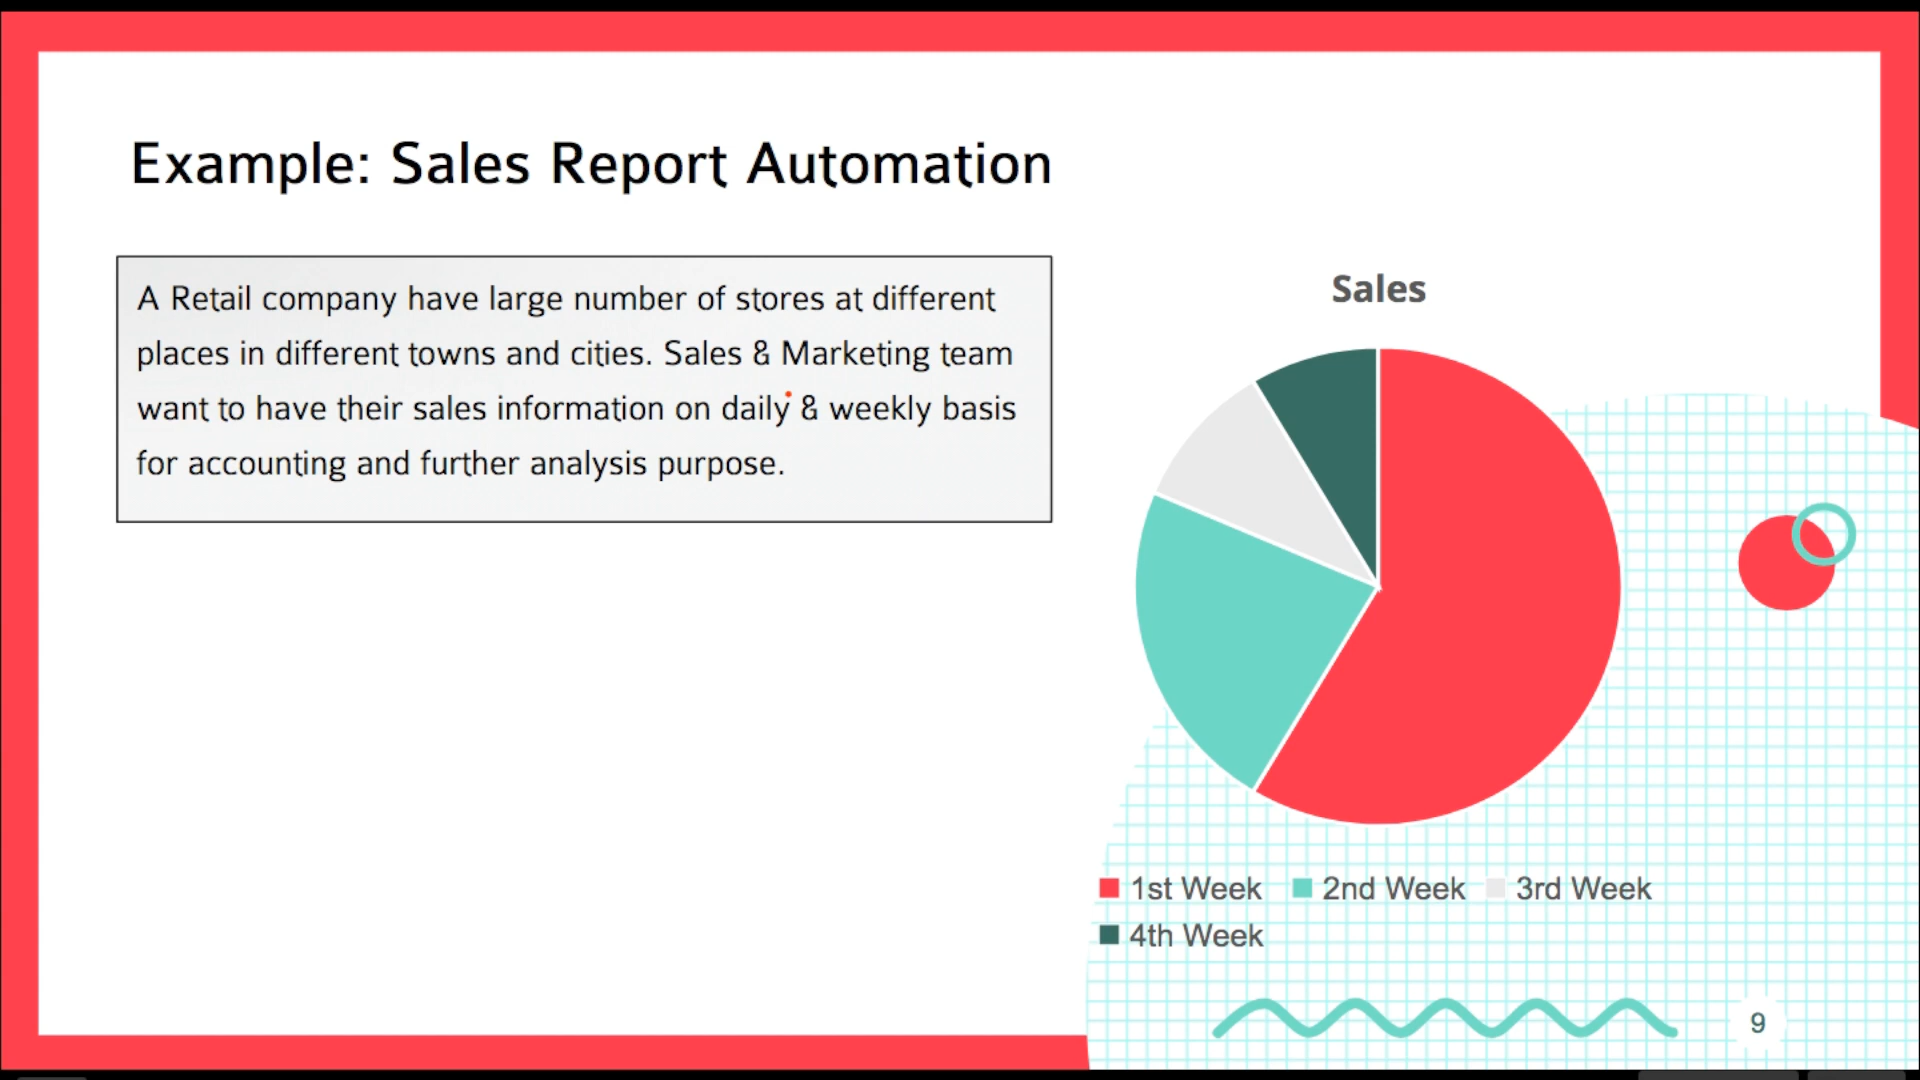 Example: Sales Report Automation
A Retail company have large number of stores at different
places in different towns and cities. Sales & Marketing team
want to have their sales information on daily & weekly basis
for accounting and further analysis purpose.
Sales
1st Week 2nd Week 3rd Week
4th Week
9